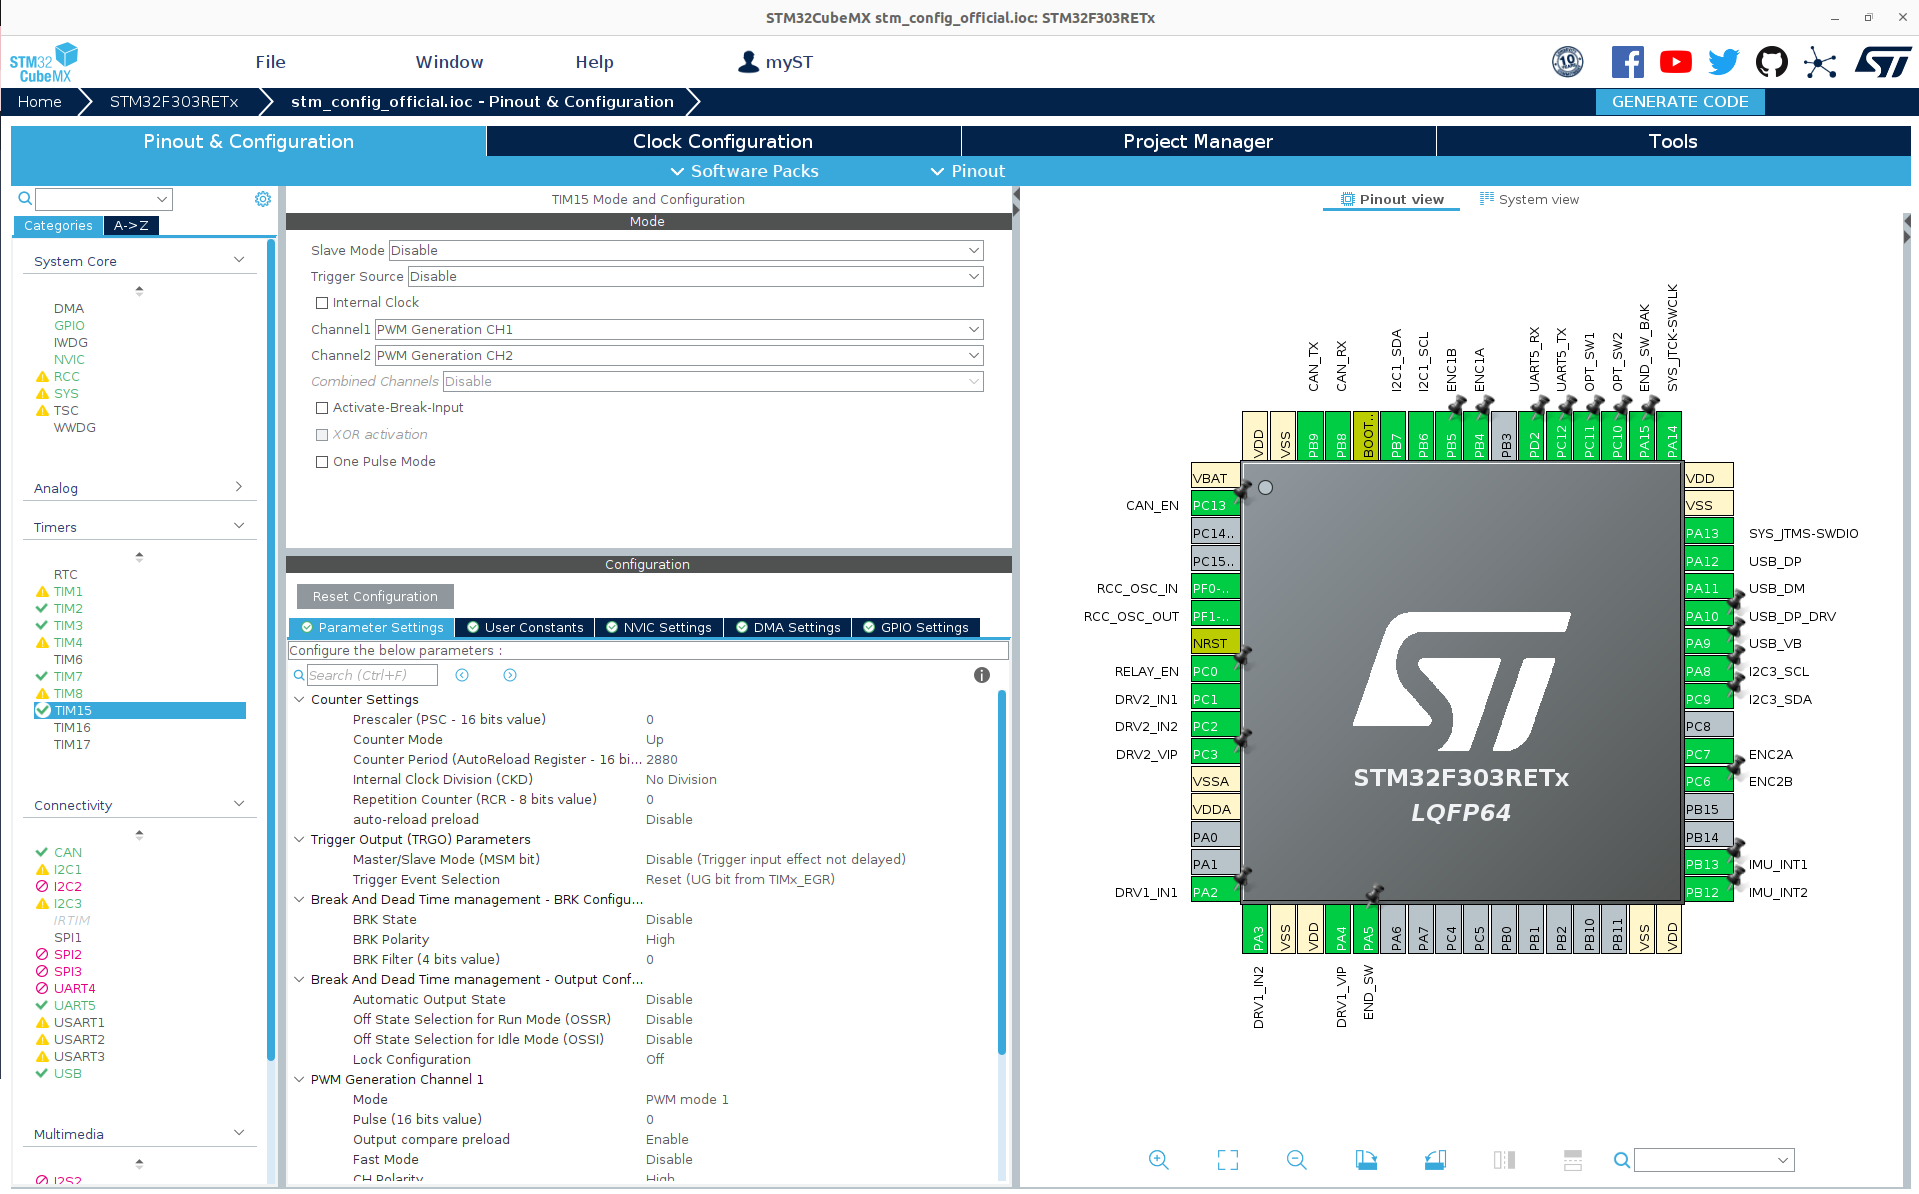 STM32CubeMX stm_config_official.ioc: STM32F303RETx
STM32
CubeMX
File
Window
Help
myST
10
Home
STM32F303RETx
stm_config_official.ioc - Pinout & Configuration
GENERATE CODE
Pinout & Configuration
Clock Configuration
Project Manager
Tools
Software Packs
Pinout
Categories
A->Z
System Core
DMA
GPIO
IWDG
NVIC
RCC
SYS
TSC
WWDG
Analog
Timers
RTC
TIM1
TIM2
TIM3
TIM4
TIM6
TIM7
TIM8
TIM15
TIM16
TIM17
Connectivity
CAN
I2C1
I2C2
I2C3
IRTIM
SPI1
SPI2
SPI3
UART4
UART5
USART1
USART2
USART3
USB
Multimedia
I2S2
TIM15 Mode and Configuration
Mode
Slave Mode Disable
Trigger Source Disable
Internal Clock
Channel1 PWM Generation CH1
Channel2 PWM Generation CH2
Combined Channels Disable
Activate-Break-Input
XOR activation
One Pulse Mode
Configuration
Reset Configuration
Parameter Settings
User Constants
NVIC Settings
DMA Settings
GPIO Settings
Configure the below parameters :
Search (Ctrl+F)
Counter Settings
Prescaler (PSC - 16 bits value) 0
Counter Mode Up
Counter Period (AutoReload Register - 16 bi... 2880
Internal Clock Division (CKD) No Division
Repetition Counter (RCR - 8 bits value) 0
auto-reload preload Disable
Trigger Output (TRGO) Parameters
Master/Slave Mode (MSM bit) Disable (Trigger input effect not delayed)
Trigger Event Selection Reset (UG bit from TIMx_EGR)
Break And Dead Time management - BRK Configu...
BRK State Disable
BRK Polarity High
BRK Filter (4 bits value) 0
Break And Dead Time management - Output Conf...
Automatic Output State Disable
Off State Selection for Run Mode (OSSR) Disable
Off State Selection for Idle Mode (OSSI) Disable
Lock Configuration Off
PWM Generation Channel 1
Mode PWM mode 1
Pulse (16 bits value) 0
Output compare preload Enable
Fast Mode Disable
CH Polarity High
Pinout view
System view
CAN_TX
CAN_RX
I2C1_SDA
I2C1_SCL
ENC1B
ENC1A
UART5_RX
UART5_TX
OPT_SW1
OPT_SW2
END_SW_BAK
SYS_JTCK-SWCLK
VDD
VSS
PB9
PB8
BOOT..
PB7
PB6
PB5
PB4
PB3
PD2
PC12
PC11
PC10
PA15
PA14
VBAT
CAN_EN PC13
PC14..
PC15..
RCC_OSC_IN PF0-..
RCC_OSC_OUT PF1-..
NRST
RELAY_EN PC0
DRV2_IN1 PC1
DRV2_IN2 PC2
DRV2_VIP PC3
VSSA
VDDA
PA0
PA1
DRV1_IN1 PA2
STM32F303RETx
LQFP64
VDD
VSS
PA13 SYS_JTMS-SWDIO
PA12 USB_DP
PA11 USB_DM
PA10 USB_DP_DRV
PA9 USB_VB
PA8 I2C3_SCL
PC9 I2C3_SDA
PC8
PC7 ENC2A
PC6 ENC2B
PB15
PB14
PB13 IMU_INT1
PB12 IMU_INT2
PA3
VSS
VDD
PA4
PA5
PA6
PA7
PC4
PC5
PB0
PB1
PB2
PB10
PB11
VSS
VDD
DRV1_IN2
DRV1_VIP
END_SW